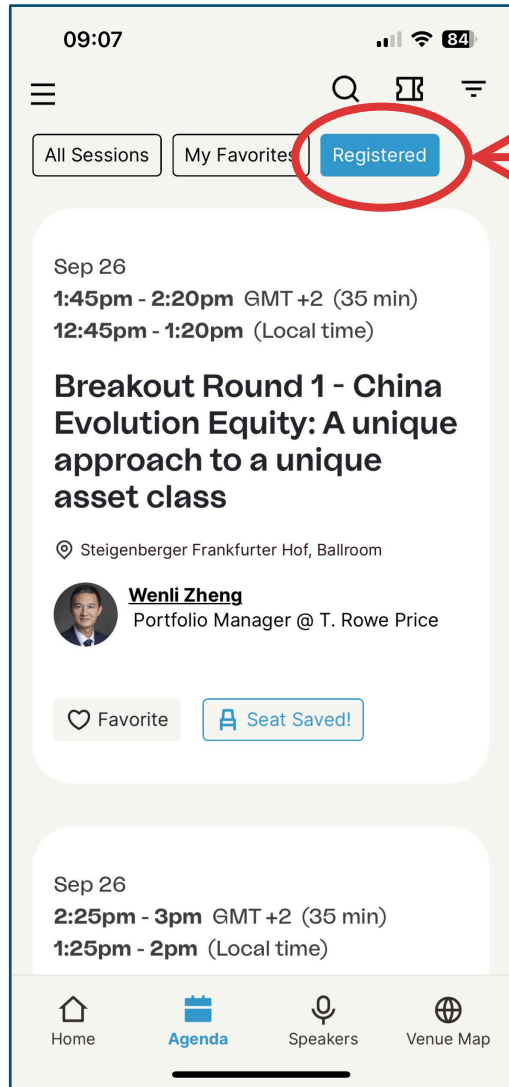 09:07
84
All Sessions
My Favorites
Registered
Sep 26
1:45pm - 2:20pm GMT +2 (35 min)
12:45pm - 1:20pm (Local time)
Breakout Round 1 - China
Evolution Equity: A unique
approach to a unique
asset class
Steigenberger Frankfurter Hof, Ballroom
Wenli Zheng
Portfolio Manager @ T. Rowe Price
Favorite
Seat Saved!
Sep 26
2:25pm - 3pm GMT +2 (35 min)
1:25pm - 2pm (Local time)
Home
Agenda
Speakers
Venue Map